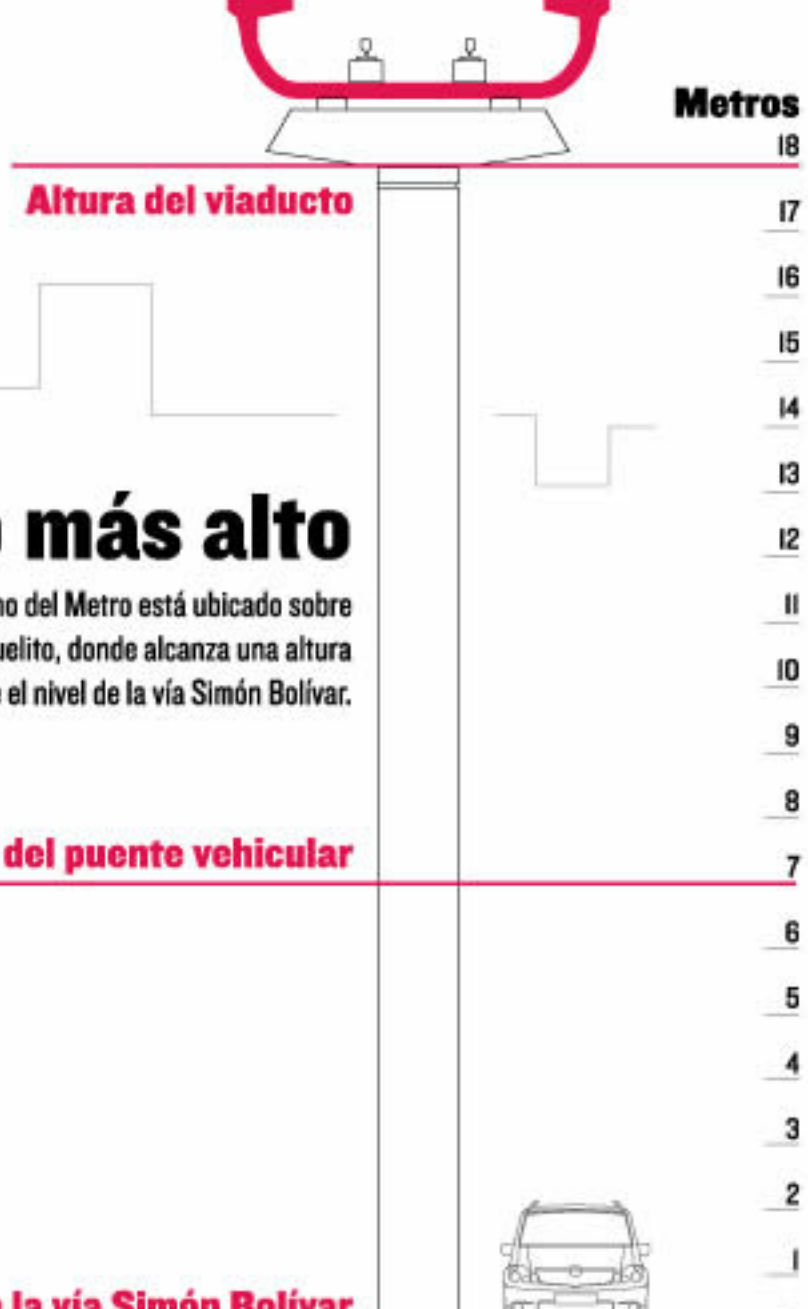 Metros
18
Altura del viaducto
17
16
15
14
13
más alto
12
del Metro está ubicado sobre
11
donde alcanza una altura
10
el nivel de la vía Simón Bolívar.
9
8
del puente vehicular
7
6
5
4
3
2
1
la vía Simón Bolívar